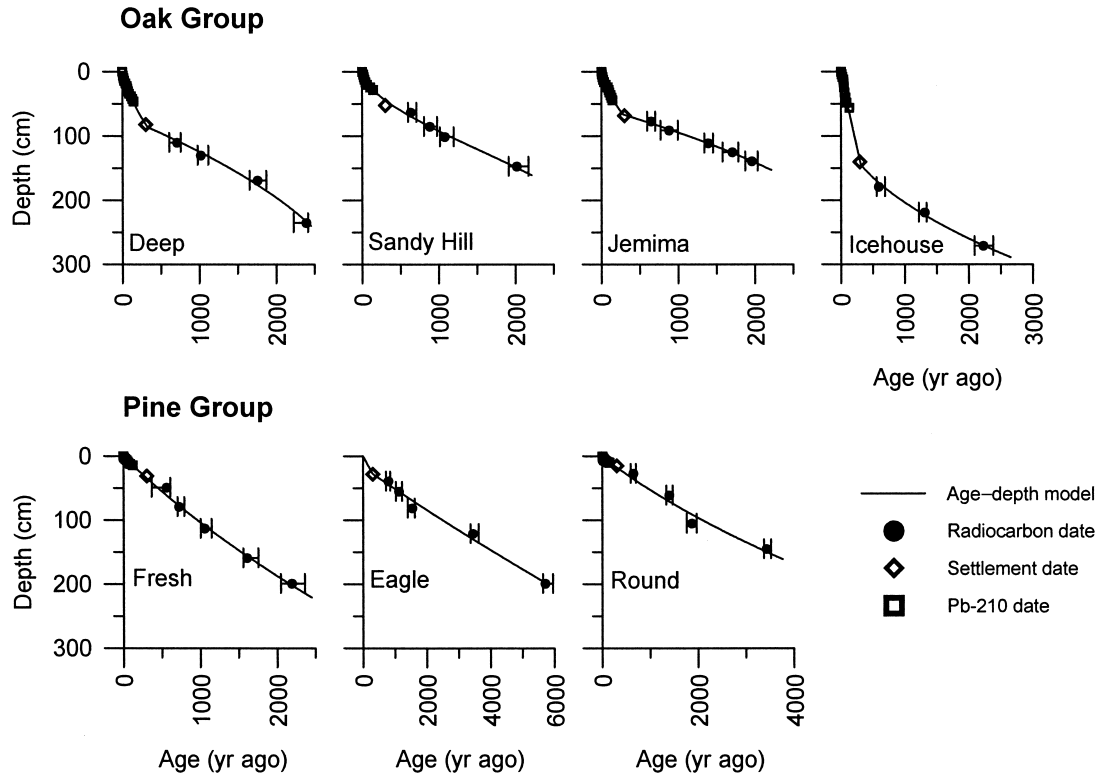 Oak Group
Depth (cm)
0
100
200
300
Deep
0
1000
2000
Sandy Hill
0
1000
2000
Jemima
0
1000
2000
Icehouse
0
1000
2000
3000
Age (yr ago)
Pine Group
Depth (cm)
0
100
200
300
Fresh
0
1000
2000
Age (yr ago)
Eagle
0
2000
4000
6000
Age (yr ago)
Round
0
2000
4000
Age (yr ago)
Age–depth model
Radiocarbon date
Settlement date
Pb-210 date